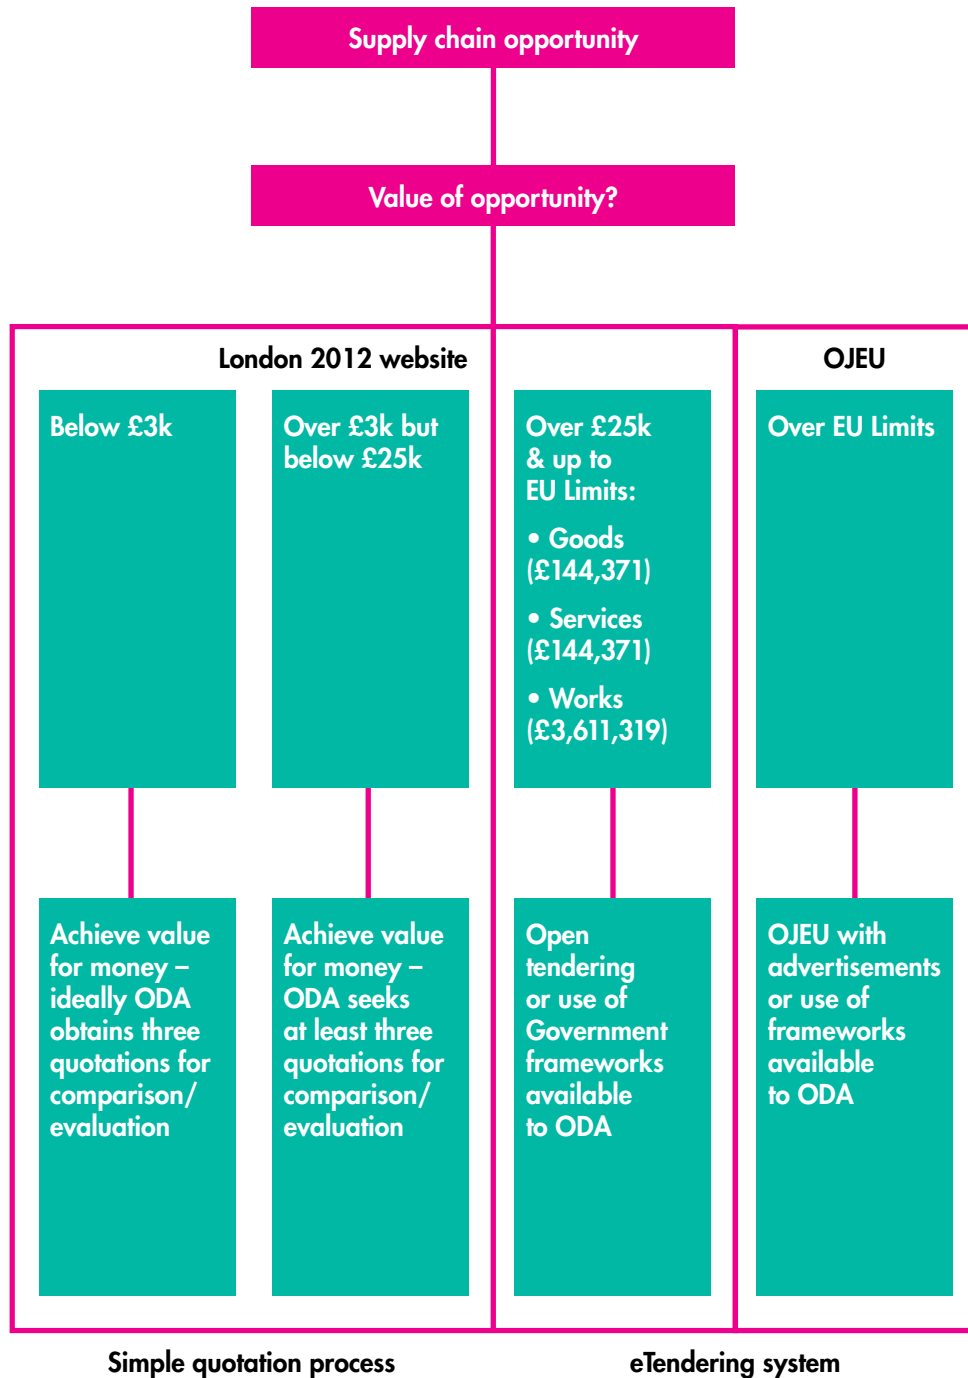 Supply chain opportunity
Value of opportunity?
London 2012 website
OJEU
Below £3k
Over £3k but
below £25k
Over £25k
& up to
EU Limits:
• Goods
(£144,371)
• Services
(£144,371)
• Works
(£3,611,319)
Over EU Limits
Achieve value
for money –
ideally ODA
obtains three
quotations for
comparison/
evaluation
Achieve value
for money –
ODA seeks
at least three
quotations for
comparison/
evaluation
Open
tendering
or use of
Government
frameworks
available
to ODA
OJEU with
advertisements
or use of
frameworks
available
to ODA
Simple quotation process
eTendering system